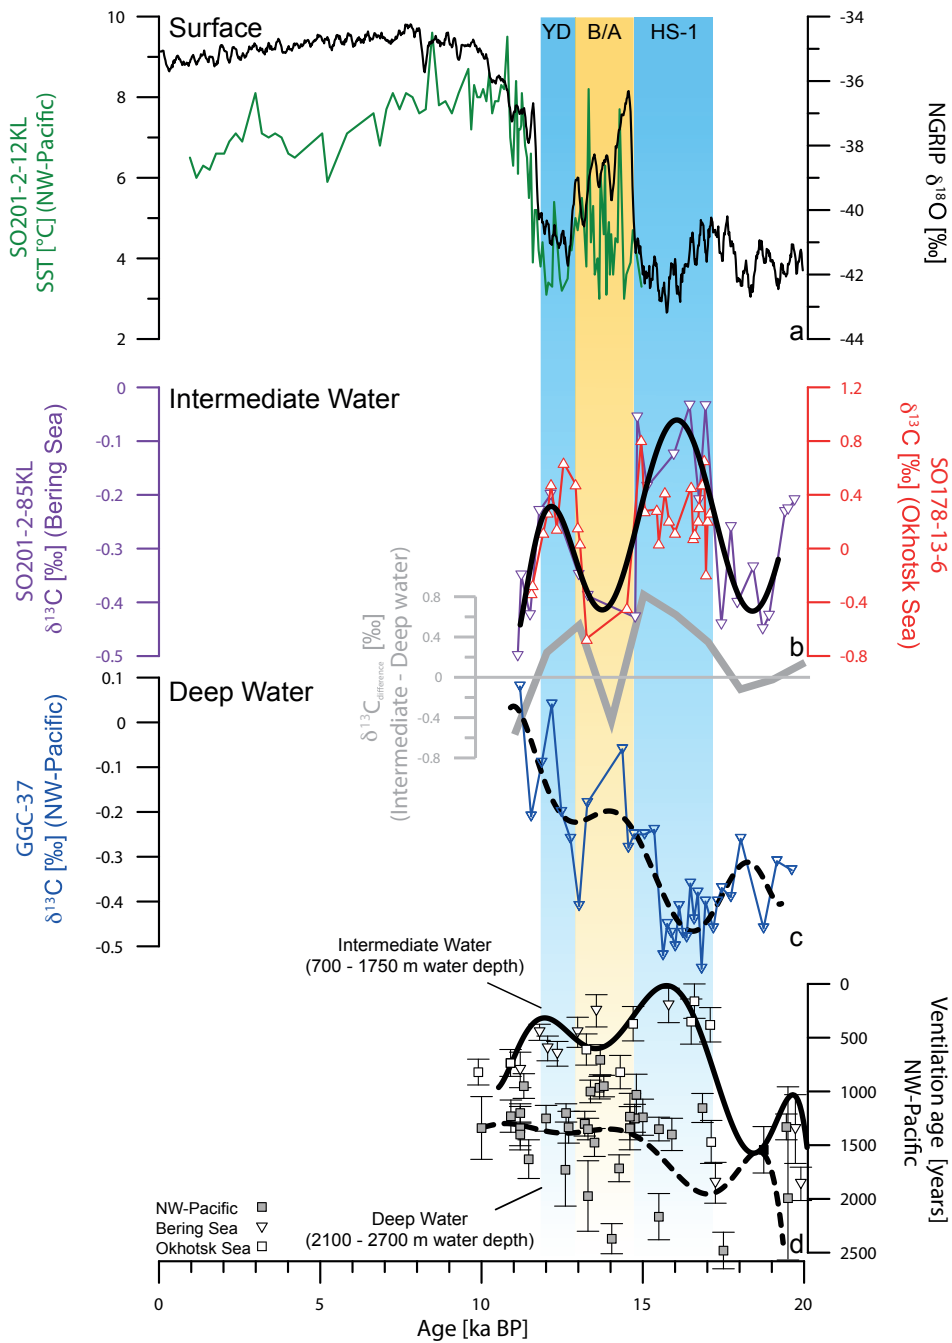 Surface
YD
B/A
HS-1
10
8
6
4
2
SO201-2-12KL
SST [°C] (NW-Pacific)
-34
-36
-38
-40
-42
-44
NGRIP δ18O [‰]
a
Intermediate Water
0
-0.1
-0.2
-0.3
-0.4
-0.5
SO201-2-85KL
δ13C [‰] (Bering Sea)
1.2
0.8
0.4
0
-0.4
-0.8
SO178-13-6
δ13C [‰] (Okhotsk Sea)
b
0.8
0.4
0
-0.4
-0.8
δ13Cdifference [‰]
(Intermediate - Deep water)
Deep Water
0.1
0
-0.1
-0.2
-0.3
-0.4
-0.5
GGC-37
δ13C [‰] (NW-Pacific)
c
Intermediate Water
(700 - 1750 m water depth)
0
500
1000
1500
2000
2500
Ventilation age [years]
NW-Pacific
NW-Pacific
Bering Sea
Okhotsk Sea
Deep Water
(2100 - 2700 m water depth)
d
0
5
10
15
20
Age [ka BP]